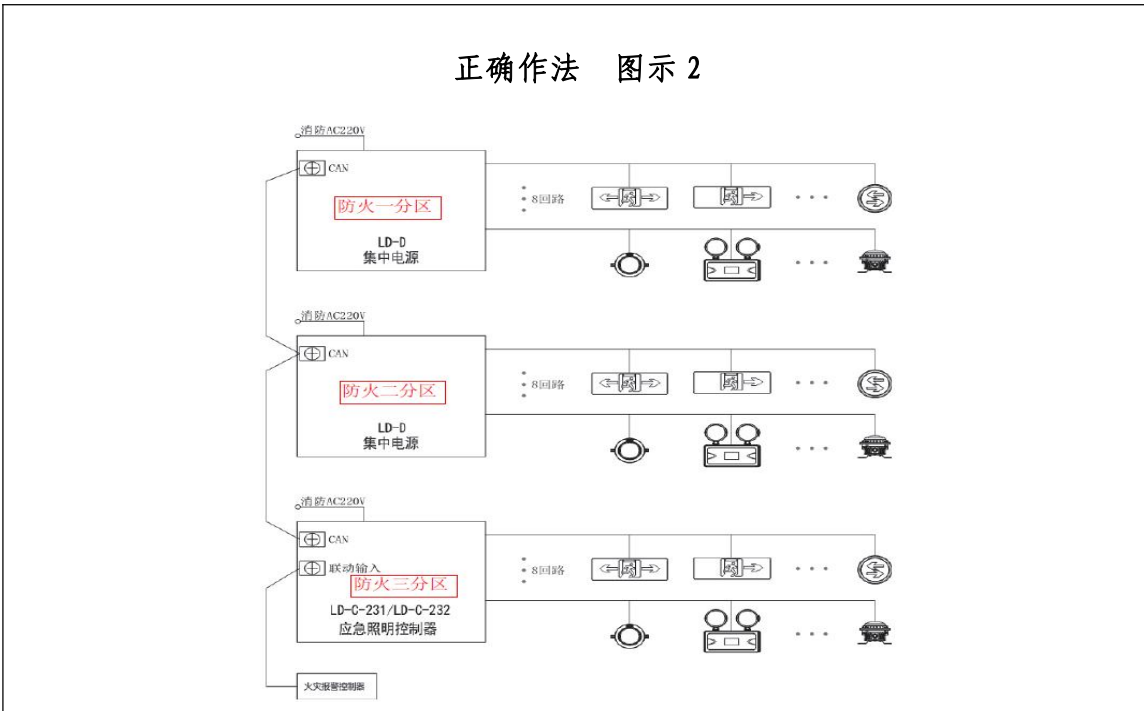 正确作法 图示 2
消防AC220V
CAN
防火一分区
8回路
LD-D
集中电源
消防AC220V
CAN
防火二分区
8回路
LD-D
集中电源
消防AC220V
CAN
联动输入
防火三分区
8回路
LD-C-231/LD-C-232
应急照明控制器
火灾报警控制器